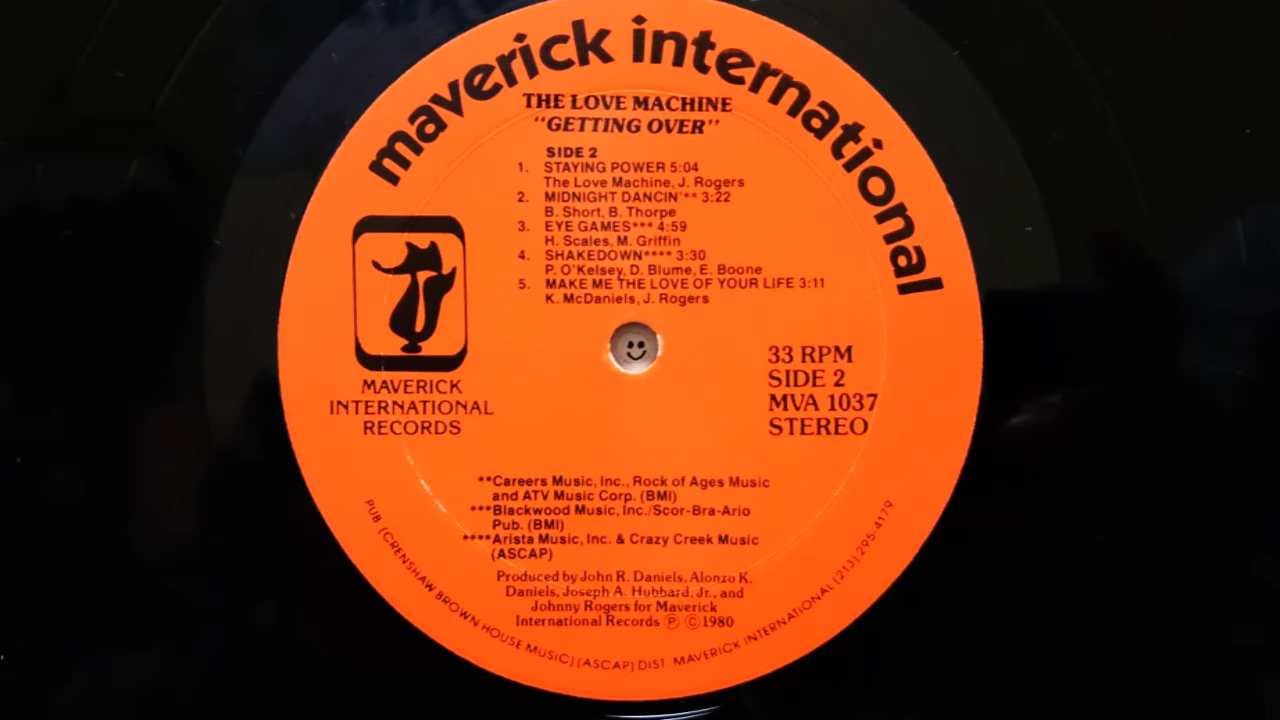 maverick international
THE LOVE MACHINE
"GETTING OVER"
SIDE 2
1. STAYING POWER 5:04
The Love Machine, J. Rogers
2. MIDNIGHT DANCIN'** 3:22
B. Short, B. Thorpe
3. EYE GAMES*** 4:59
H. Scales, M. Griffin
4. SHAKEDOWN**** 3:30
P. O'Kelsey, D. Blume, E. Boone
5. MAKE ME THE LOVE OF YOUR LIFE 3:11
K. McDaniels, J. Rogers
MAVERICK
INTERNATIONAL
RECORDS
33 RPM
SIDE 2
MVA 1037
STEREO
**Careers Music, Inc., Rock of Ages Music
and ATV Music Corp. (BMI)
***Blackwood Music, Inc./Scor-Bra-Ario
Pub. (BMI)
****Arista Music, Inc. & Crazy Creek Music
(ASCAP)
Produced by John R. Daniels, Alonzo K.
Daniels, Joseph A. Hubbard, Jr., and
Johnny Rogers for Maverick
International Records Ⓟ Ⓒ1980
PUB. (CRENSHAW BROWN HOUSE MUSIC) (ASCAP) DIST. MAVERICK INTERNATIONAL (213) 295-4179